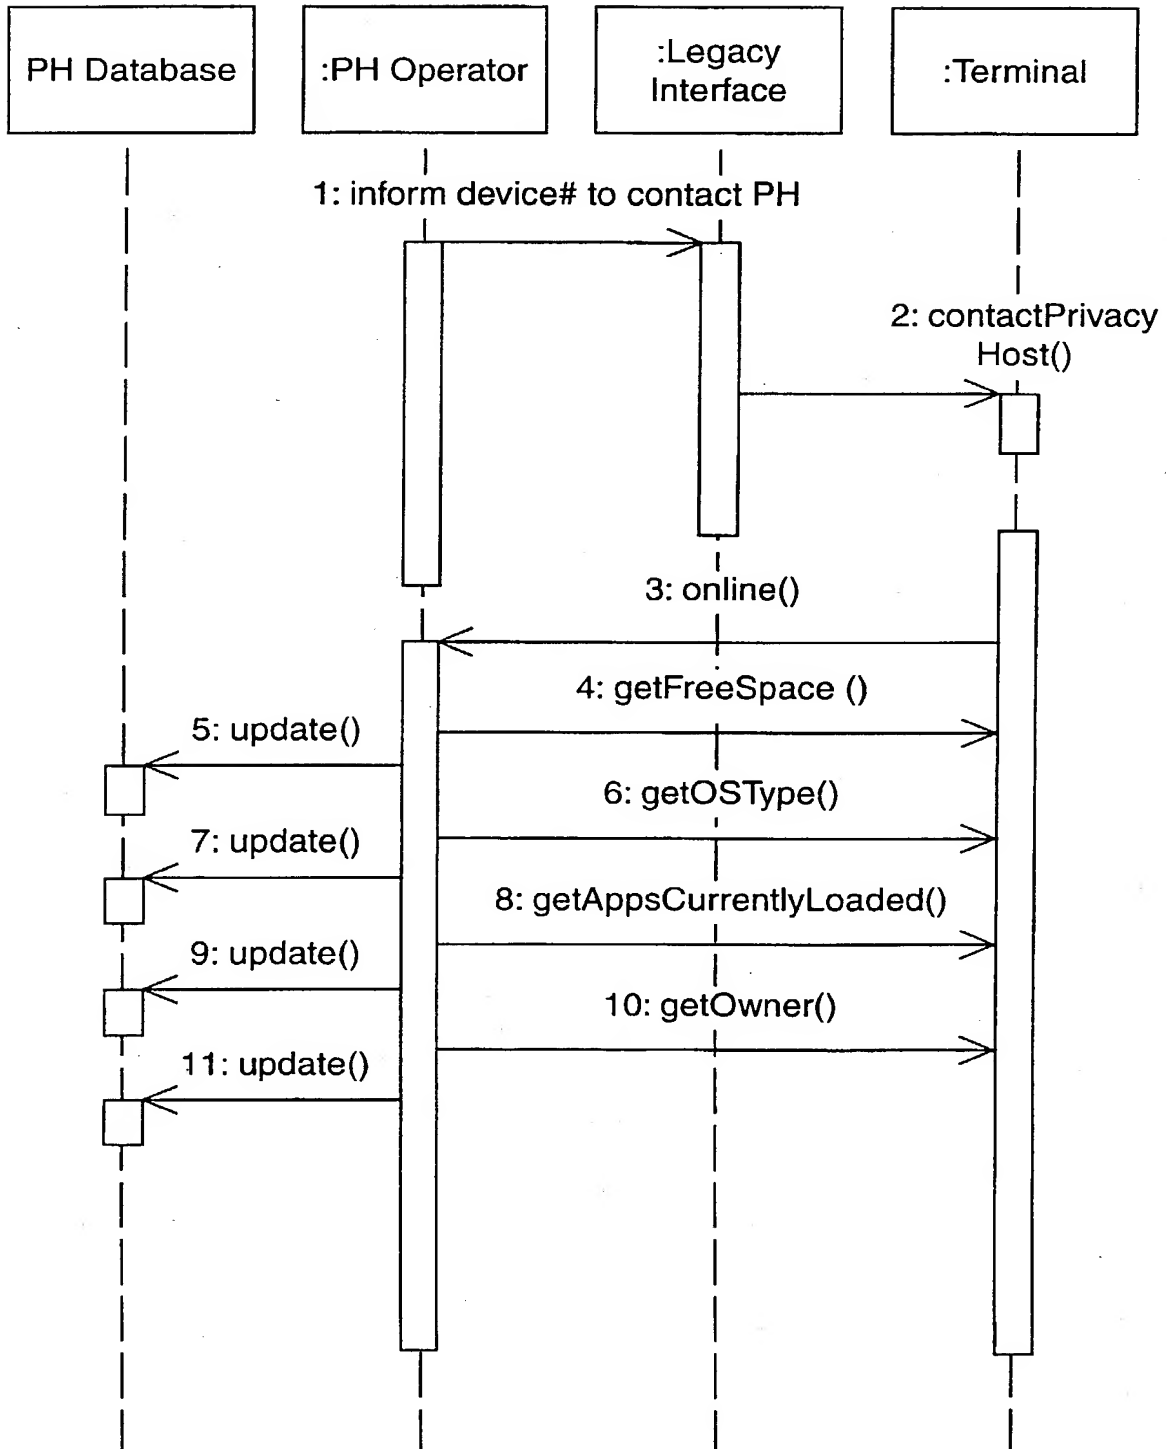 PH Database
:PH Operator
:Legacy
Interface
:Terminal
1: inform device# to contact PH
2: contactPrivacy
Host()
3: online()
4: getFreeSpace ()
5: update()
6: getOSType()
7: update()
8: getAppsCurrentlyLoaded()
9: update()
10: getOwner()
11: update()